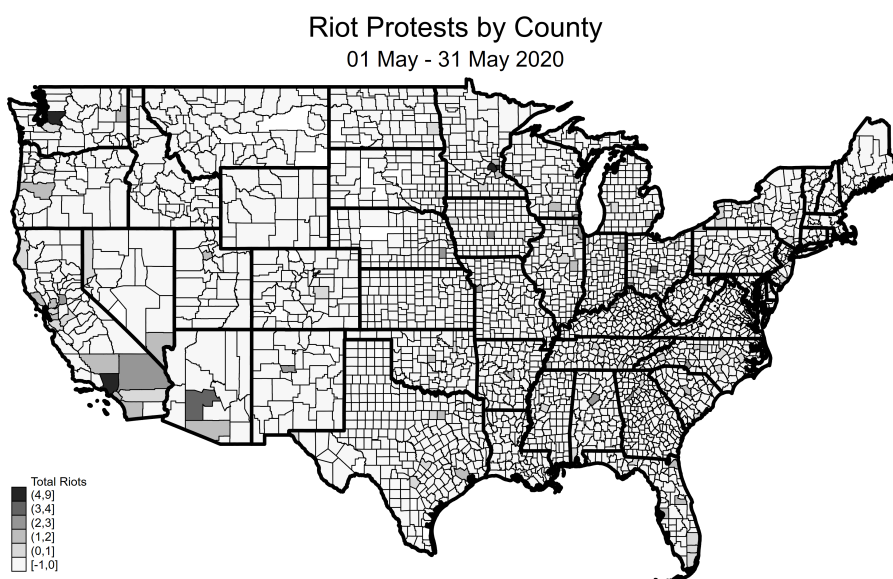 Riot Protests by County
01 May - 31 May 2020
Total Riots
(4,9]
(3,4]
(2,3]
(1,2]
(0,1]
[-1,0]